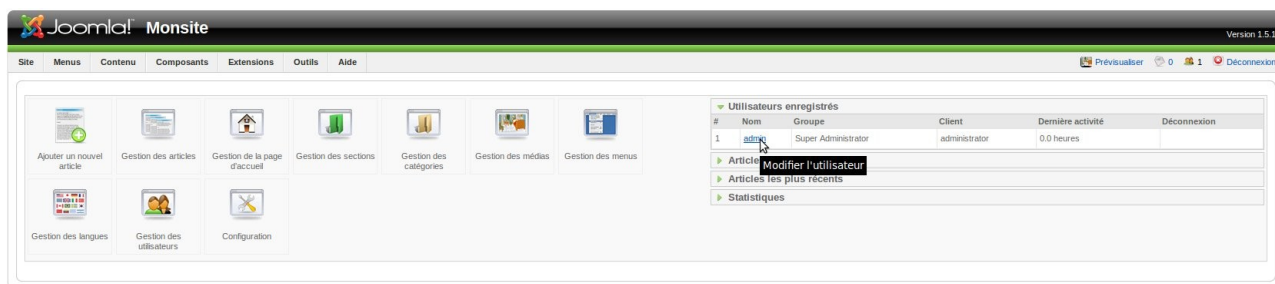 Joomla! Monsite
Version 1.5.1
Site Menus Contenu Composants Extensions Outils Aide Prévisualiser 0 1 Déconnexion
Ajouter un nouvel article
Gestion des articles
Gestion de la page d'accueil
Gestion des sections
Gestion des catégories
Gestion des médias
Gestion des menus
Gestion des langues
Gestion des utilisateurs
Configuration
Utilisateurs enregistrés
# Nom Groupe Client Dernière activité Déconnexion
1 admin Super Administrator administrator 0.0 heures
Article
Modifier l'utilisateur
Articles les plus récents
Statistiques